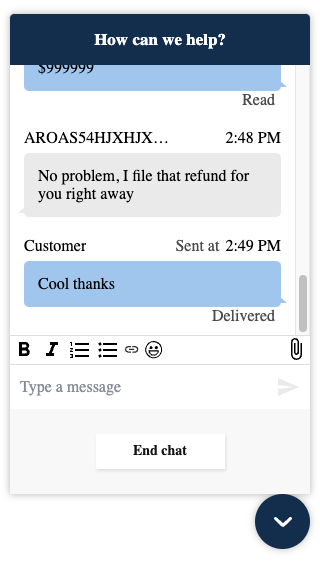 How can we help?
$999999
Read
AROAS54HJXHJX… 2:48 PM
No problem, I file that refund for
you right away
Customer Sent at 2:49 PM
Cool thanks
Delivered
B I
Type a message
End chat